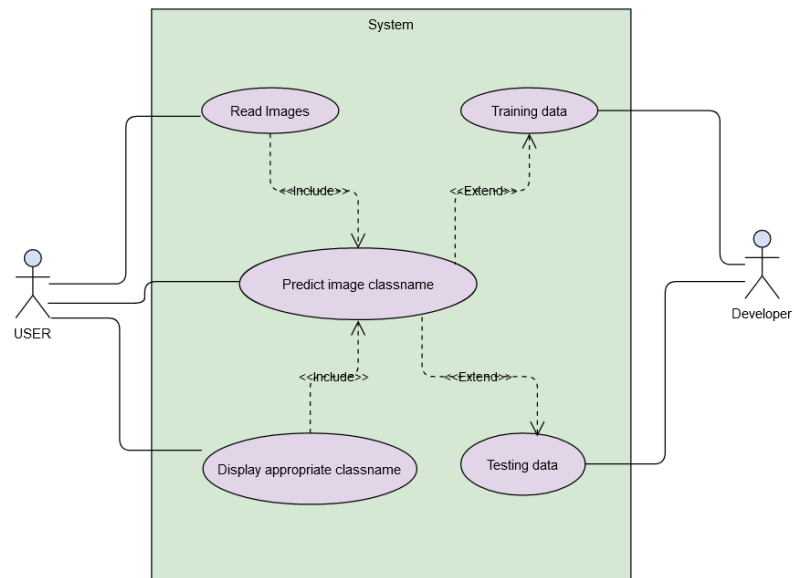 System
Read Images
Training data
<<Include>>
<<Extend>>
Predict image classname
USER
Developer
<<Include>>
<<Extend>>
Display appropriate classname
Testing data